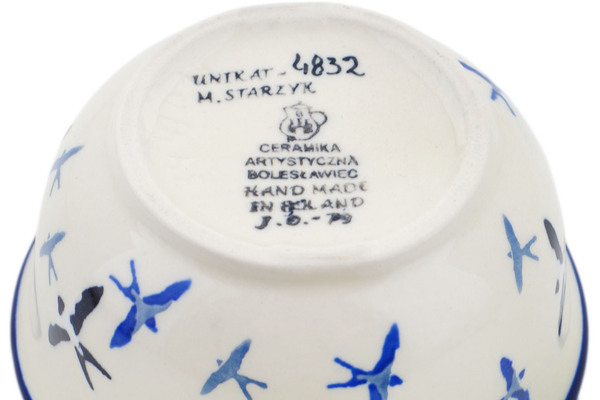 UNIKAT - 4832
M. STARZYK
CERAMIKA
ARTYSTYCZNA
BOLESŁAWIEC
HAND MADE
IN POLAND